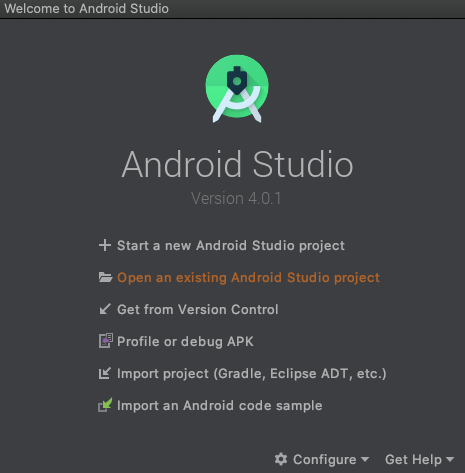 Welcome to Android Studio
Android Studio
Version 4.0.1
Start a new Android Studio project
Open an existing Android Studio project
Get from Version Control
Profile or debug APK
Import project (Gradle, Eclipse ADT, etc.)
Import an Android code sample
Configure Get Help